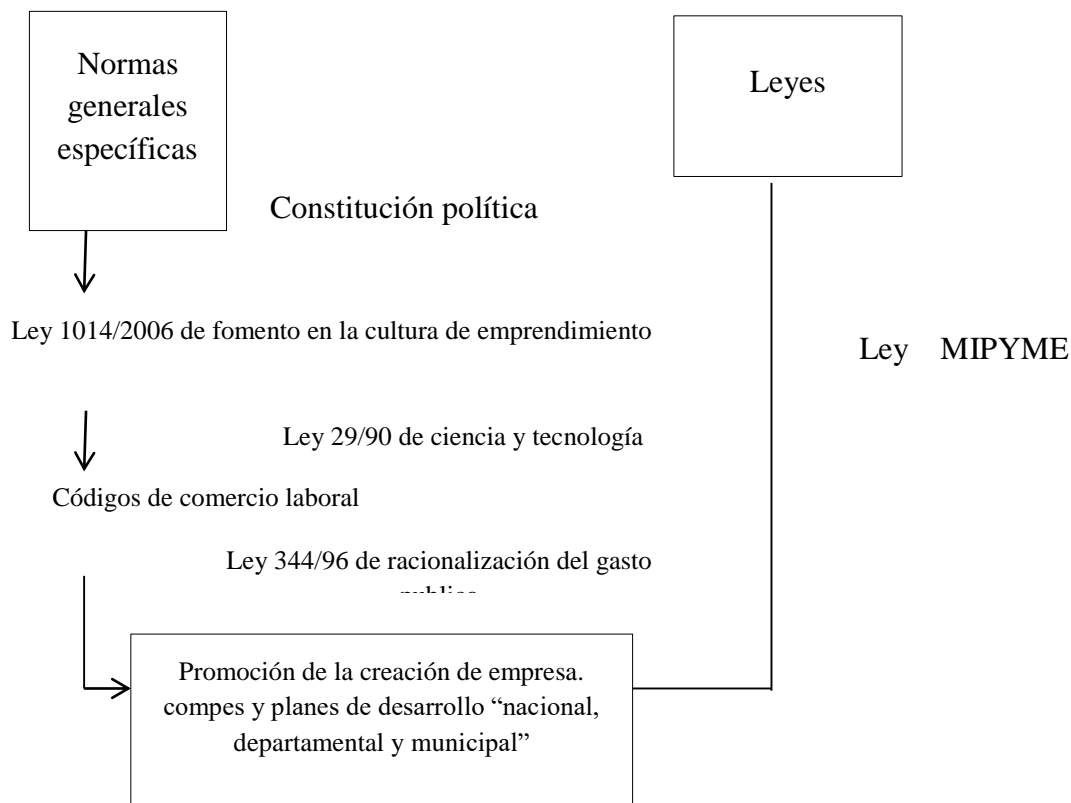 Normas
generales
específicas
Leyes
Constitución política
Ley 1014/2006 de fomento en la cultura de emprendimiento
Ley MIPYME
Ley 29/90 de ciencia y tecnología
Códigos de comercio laboral
Ley 344/96 de racionalización del gasto
Promoción de la creación de empresa.
compes y planes de desarrollo “nacional,
departamental y municipal”